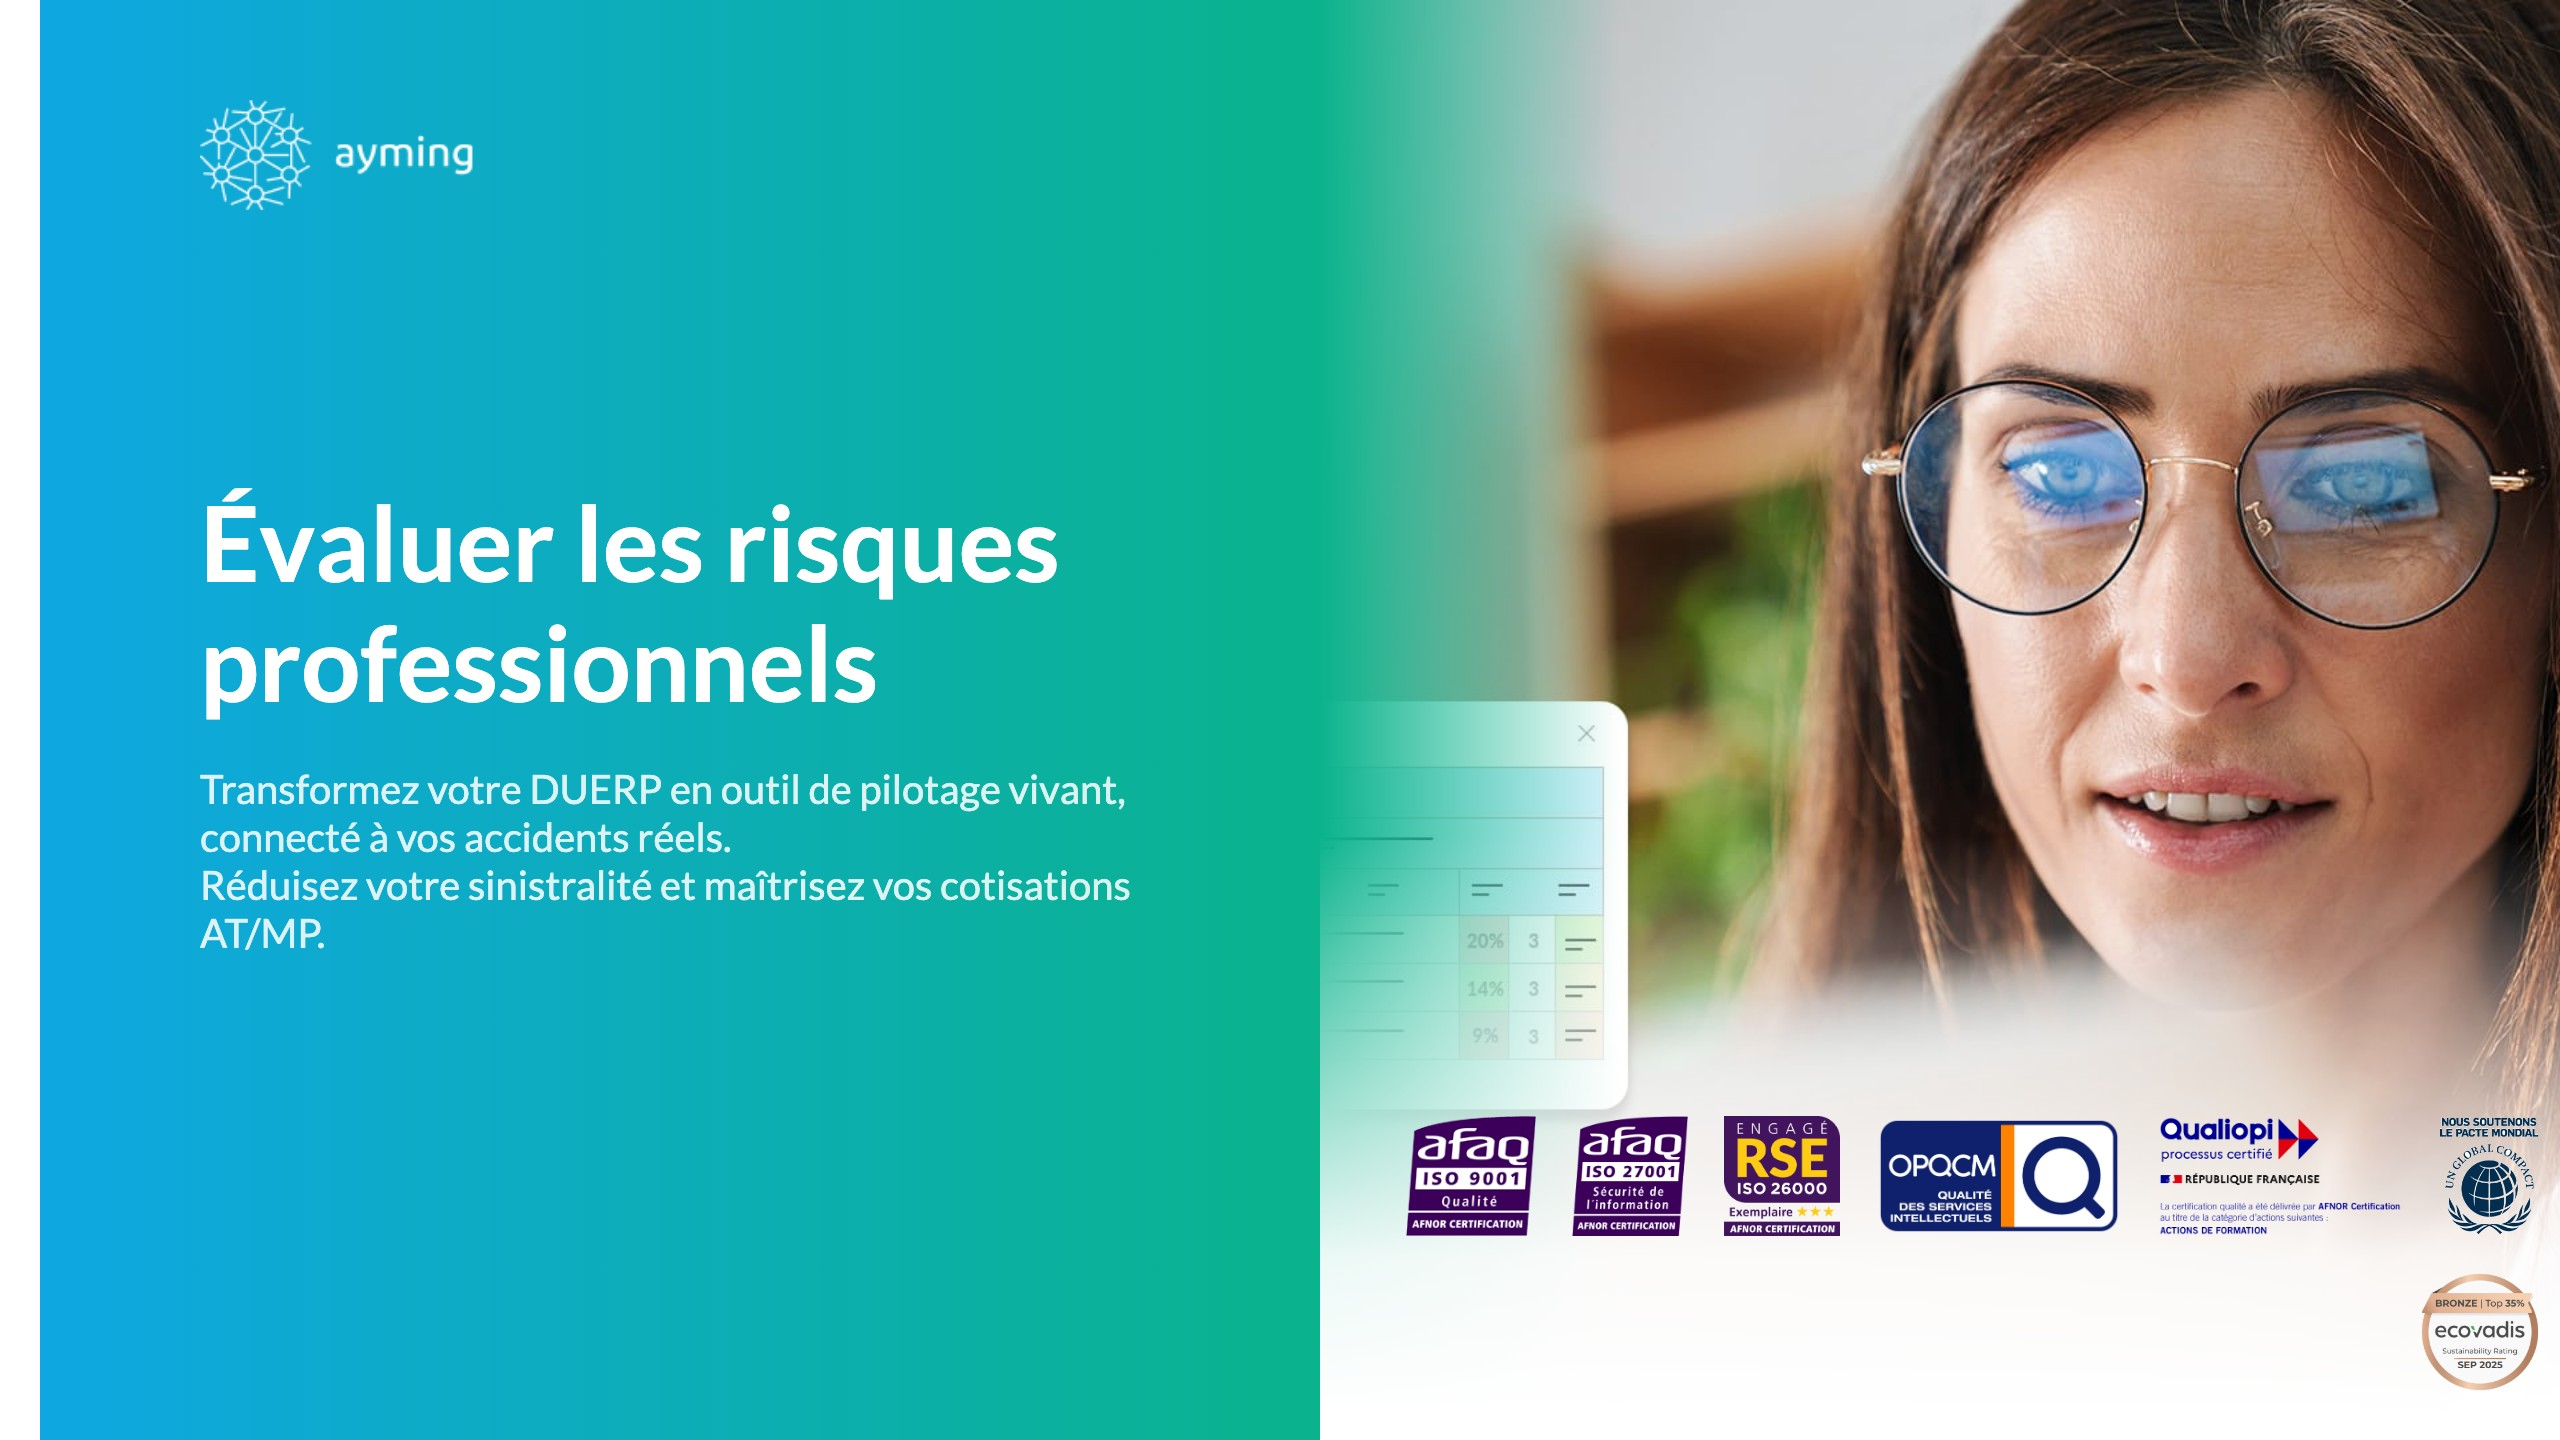 ayming
Évaluer les risques
professionnels
Transformez votre DUERP en outil de pilotage vivant,
connecté à vos accidents réels.
Réduisez votre sinistralité et maîtrisez vos cotisations
AT/MP.
20% 3
14% 3
9% 3
afaq
ISO 9001
Qualité
AFNOR CERTIFICATION
afaq
ISO 27001
Sécurité de
l'information
AFNOR CERTIFICATION
ENGAGÉ
RSE
ISO 26000
Exemplaire
AFNOR CERTIFICATION
OPQCM
QUALITÉ
DES SERVICES
INTELLECTUELS
Qualiopi
processus certifié
RÉPUBLIQUE FRANÇAISE
La certification qualité a été délivrée par AFNOR Certification
au titre de la catégorie d'actions suivantes :
ACTIONS DE FORMATION
NOUS SOUTENONS
LE PACTE MONDIAL
UN GLOBAL COMPACT
BRONZE | Top 35%
ecovadis
Sustainability Rating
SEP 2025